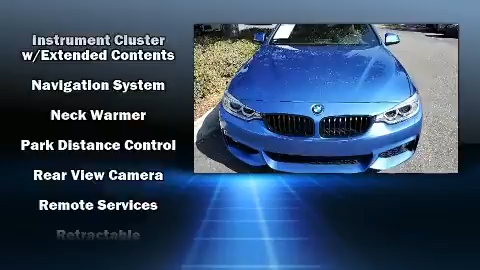 Instrument Cluster
w/Extended Contents
Navigation System
Neck Warmer
Park Distance Control
Rear View Camera
Remote Services
Retractable